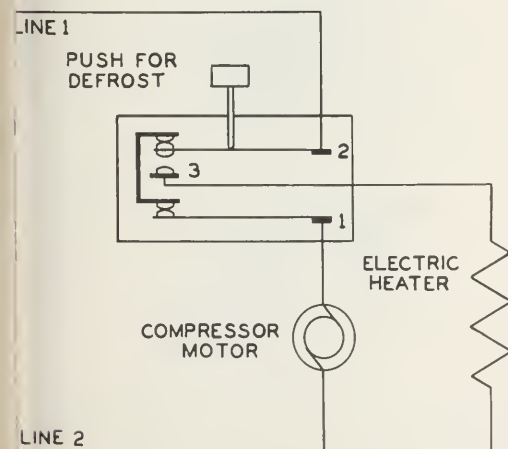 LINE 1
PUSH FOR
DEFROST
2
3
1
ELECTRIC
HEATER
COMPRESSOR
MOTOR
LINE 2